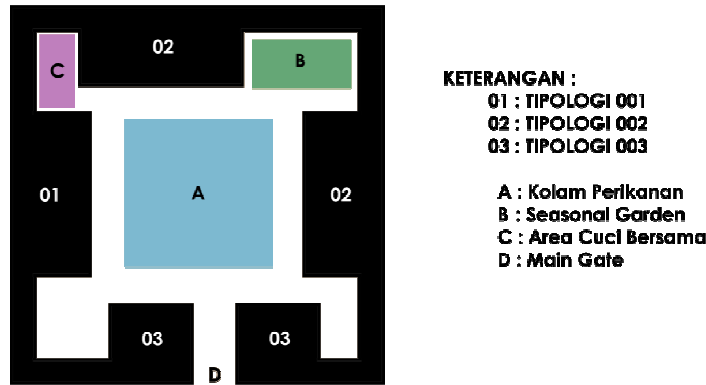 02
B
C
01
A
02
03
03
D
KETERANGAN :
01 : TIPOLOGI 001
02 : TIPOLOGI 002
03 : TIPOLOGI 003
A : Kolam Perikanan
B : Seasonal Garden
C : Area Cuci Bersama
D : Main Gate